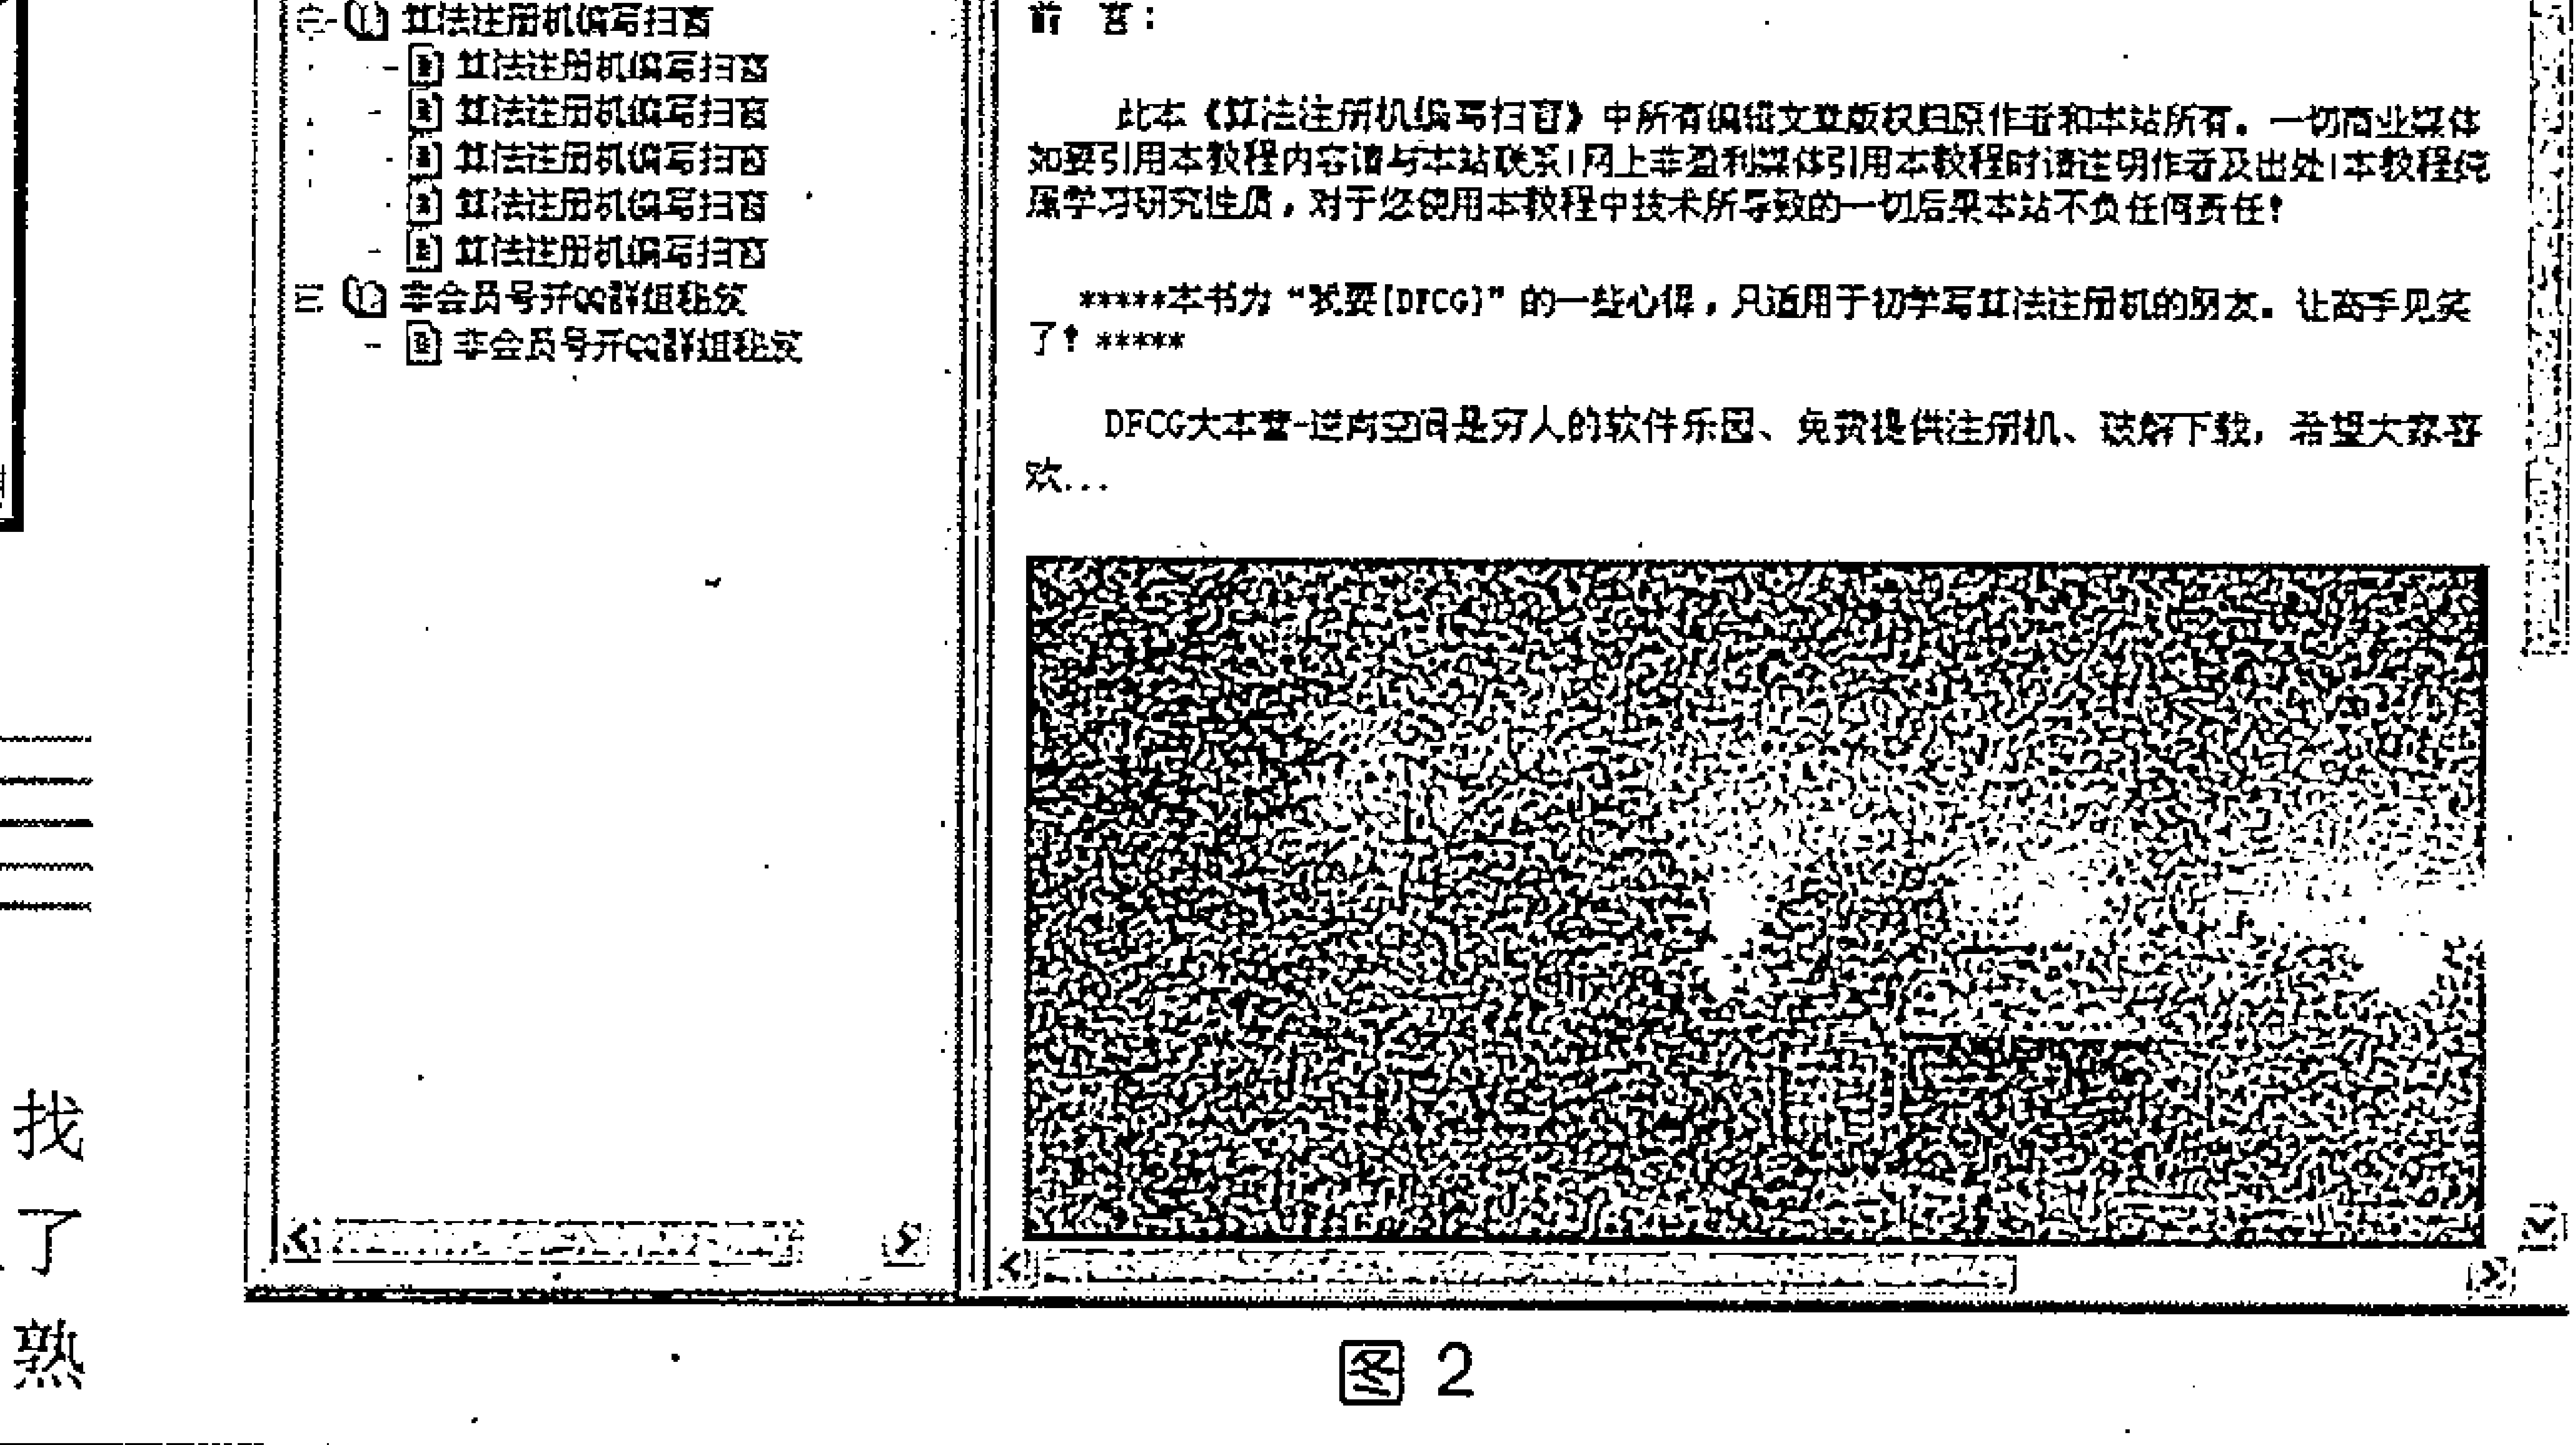 算法注册机编写扫盲
算法注册机编写扫盲
算法注册机编写扫盲
算法注册机编写扫盲
算法注册机编写扫盲
算法注册机编写扫盲
非会员号开QQ群组秘笈
非会员号开QQ群组秘笈
前 言：
此本《算法注册机编写扫盲》中所有编辑文章版权归原作者和本站所有。一切商业媒体
如要引用本教程内容请与本站联系!网上非盈利媒体引用本教程时请注明作者及出处!本教程纯
属学习研究性质，对于您使用本教程中技术所导致的一切后果本站不负任何责任!
*****本书为“我要[DFCG]”的一些心得，只适用于初学写算法注册机的朋友。让高手见笑
了! *****
DFCG大本营-逆向空间是穷人的软件乐园、免费提供注册机、破解下载，希望大家喜
欢...
找
了
熟
图 2